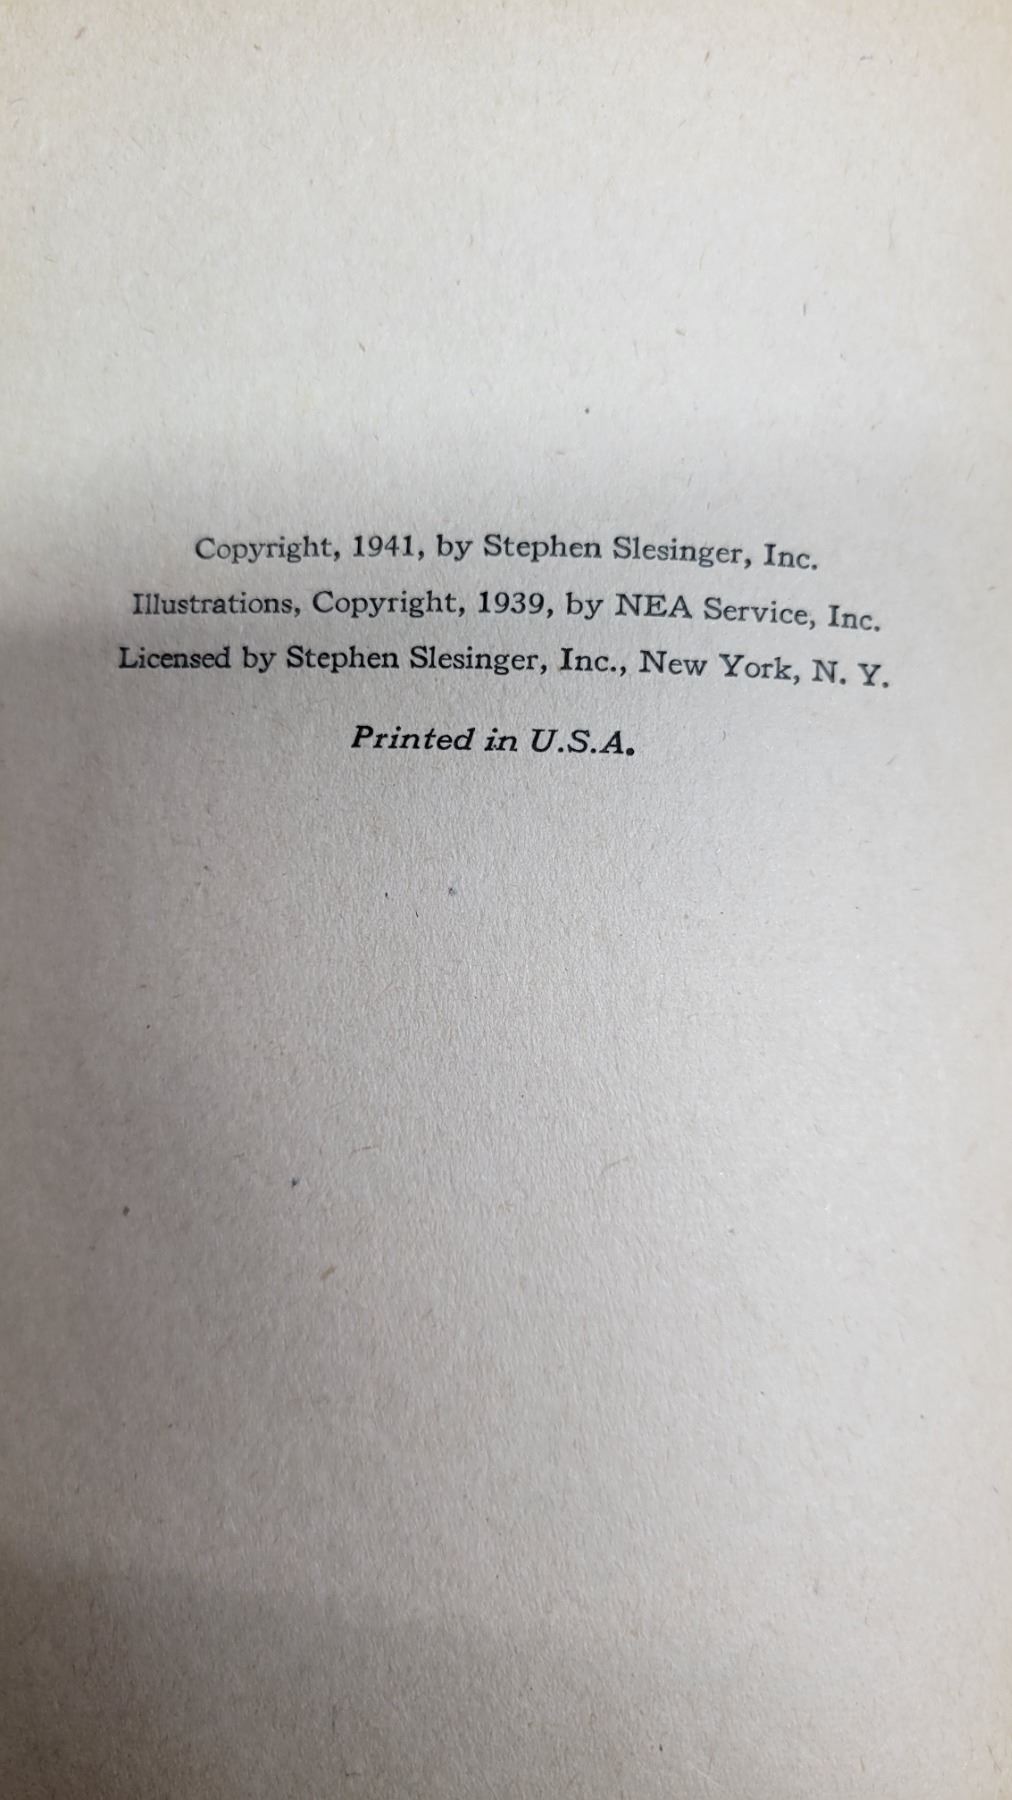 Copyright, 1941, by Stephen Slesinger, Inc.
Illustrations, Copyright, 1939, by NEA Service, Inc.
Licensed by Stephen Slesinger, Inc., New York, N. Y.
Printed in U.S.A.